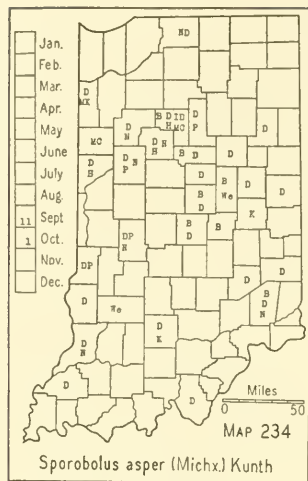 Jan.
Feb.
Mar.
Apr.
May
June
July
Aug.
11 Sept
1 Oct.
Nov.
Dec.
ND
D
MK
B D ID
H MC
D
P
MC
D
N
D
H N
B D
D
D
D
S
D N
P
D
B
D
B
We
D
D
K
DP
N
B
D
B
DP
D
D
D
We
B
D
N
D
N
D
K
D
D
Miles
0 50
MAP 234
Sporobolus asper (Michx.) Kunth